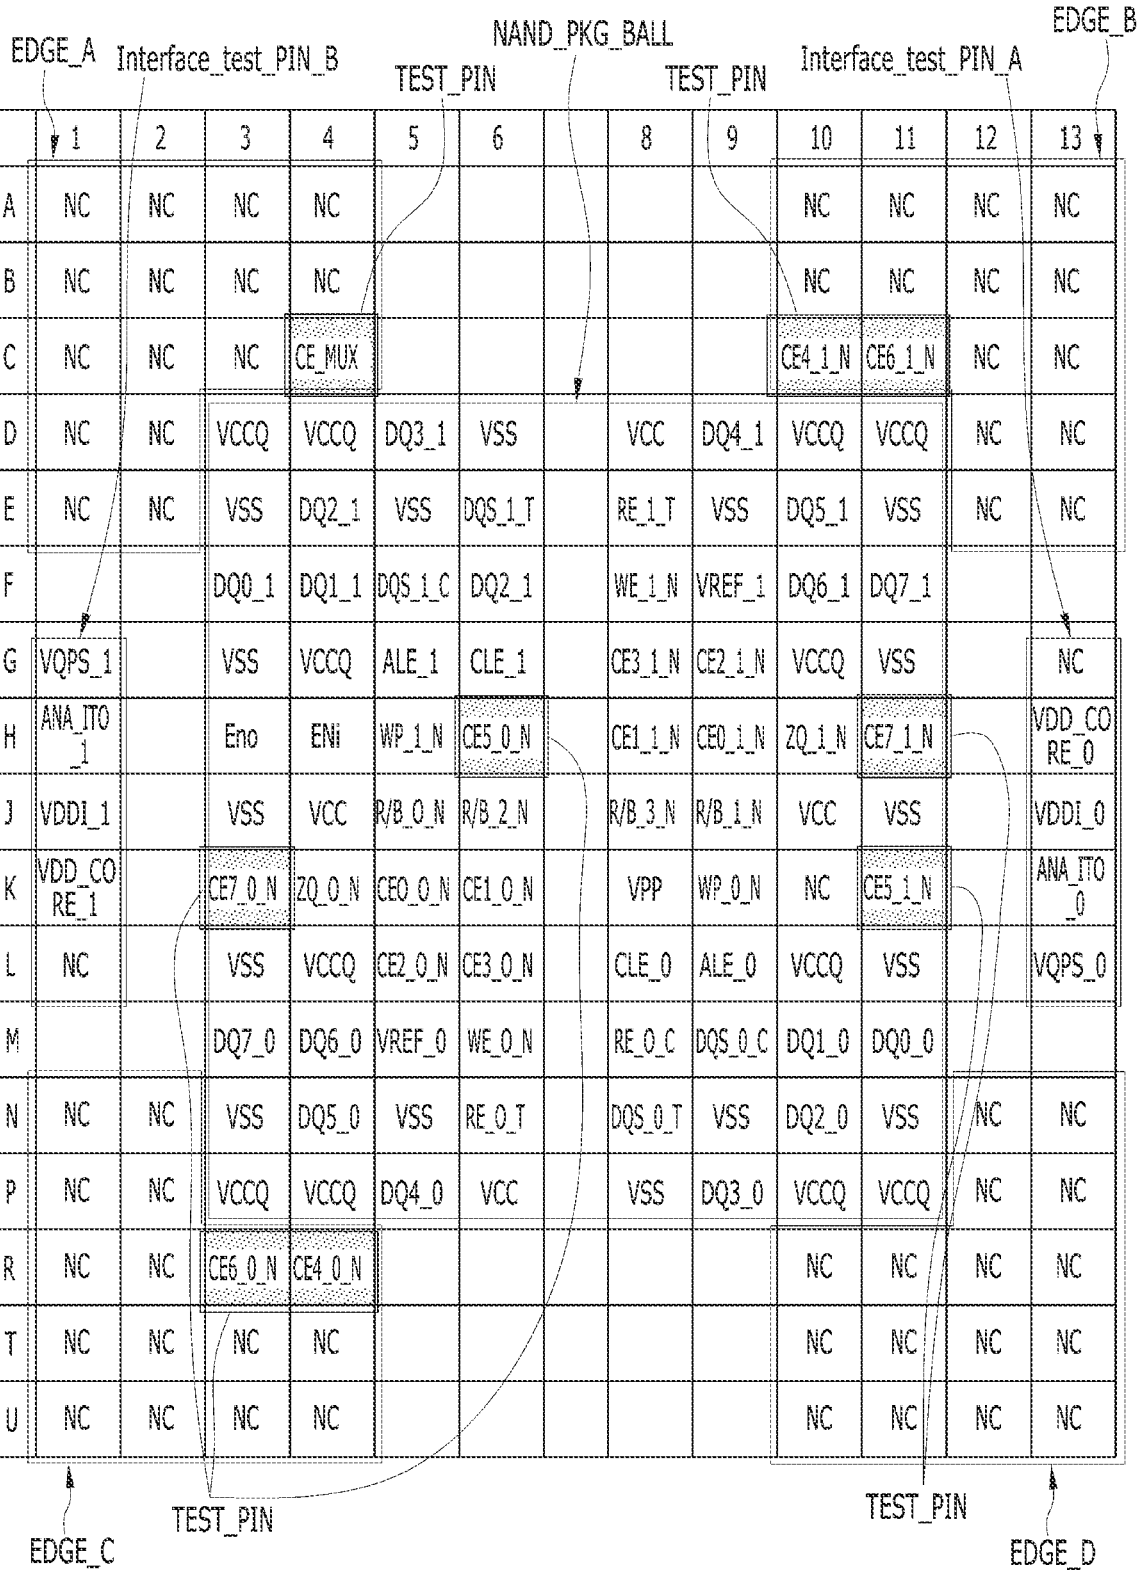 EDGE_B
NAND_PKG_BALL
EDGE_A Interface_test_PIN_B Interface_test_PIN_A
TEST_PIN TEST_PIN
1 2 3 4 5 6 8 9 10 11 12 13
A NC NC NC NC NC NC NC NC
B NC NC NC NC NC NC NC NC
C NC NC NC CE_MUX CE4_1_N CE6_1_N NC NC
D NC NC VCCQ VCCQ DQ3_1 VSS VCC DQ4_1 VCCQ VCCQ NC NC
E NC NC VSS DQ2_1 VSS DQS_1_T RE_1_T VSS DQ5_1 VSS NC NC
F DQ0_1 DQ1_1 DQS_1_C DQ2_1 WE_1_N VREF_1 DQ6_1 DQ7_1
G VQPS_1 VSS VCCQ ALE_1 CLE_1 CE3_1_N CE2_1_N VCCQ VSS NC
H ANA_ITO_1 Eno ENi WP_1_N CE5_0_N CE1_1_N CE0_1_N ZQ_1_N CE7_1_N VDD_CORE_0
J VDDI_1 VSS VCC R/B_0_N R/B_2_N R/B_3_N R/B_1_N VCC VSS VDDI_0
K VDD_CORE_1 CE7_0_N ZQ_0_N CE0_0_N CE1_0_N VPP WP_0_N NC CE5_1_N ANA_ITO_0
L NC VSS VCCQ CE2_0_N CE3_0_N CLE_0 ALE_0 VCCQ VSS VQPS_0
M DQ7_0 DQ6_0 VREF_0 WE_0_N RE_0_C DQS_0_C DQ1_0 DQ0_0
N NC NC VSS DQ5_0 VSS RE_0_T DQS_0_T VSS DQ2_0 VSS NC NC
P NC NC VCCQ VCCQ DQ4_0 VCC VSS DQ3_0 VCCQ VCCQ NC NC
R NC NC CE6_0_N CE4_0_N NC NC NC NC
T NC NC NC NC NC NC NC NC
U NC NC NC NC NC NC NC NC
TEST_PIN TEST_PIN
EDGE_C EDGE_D